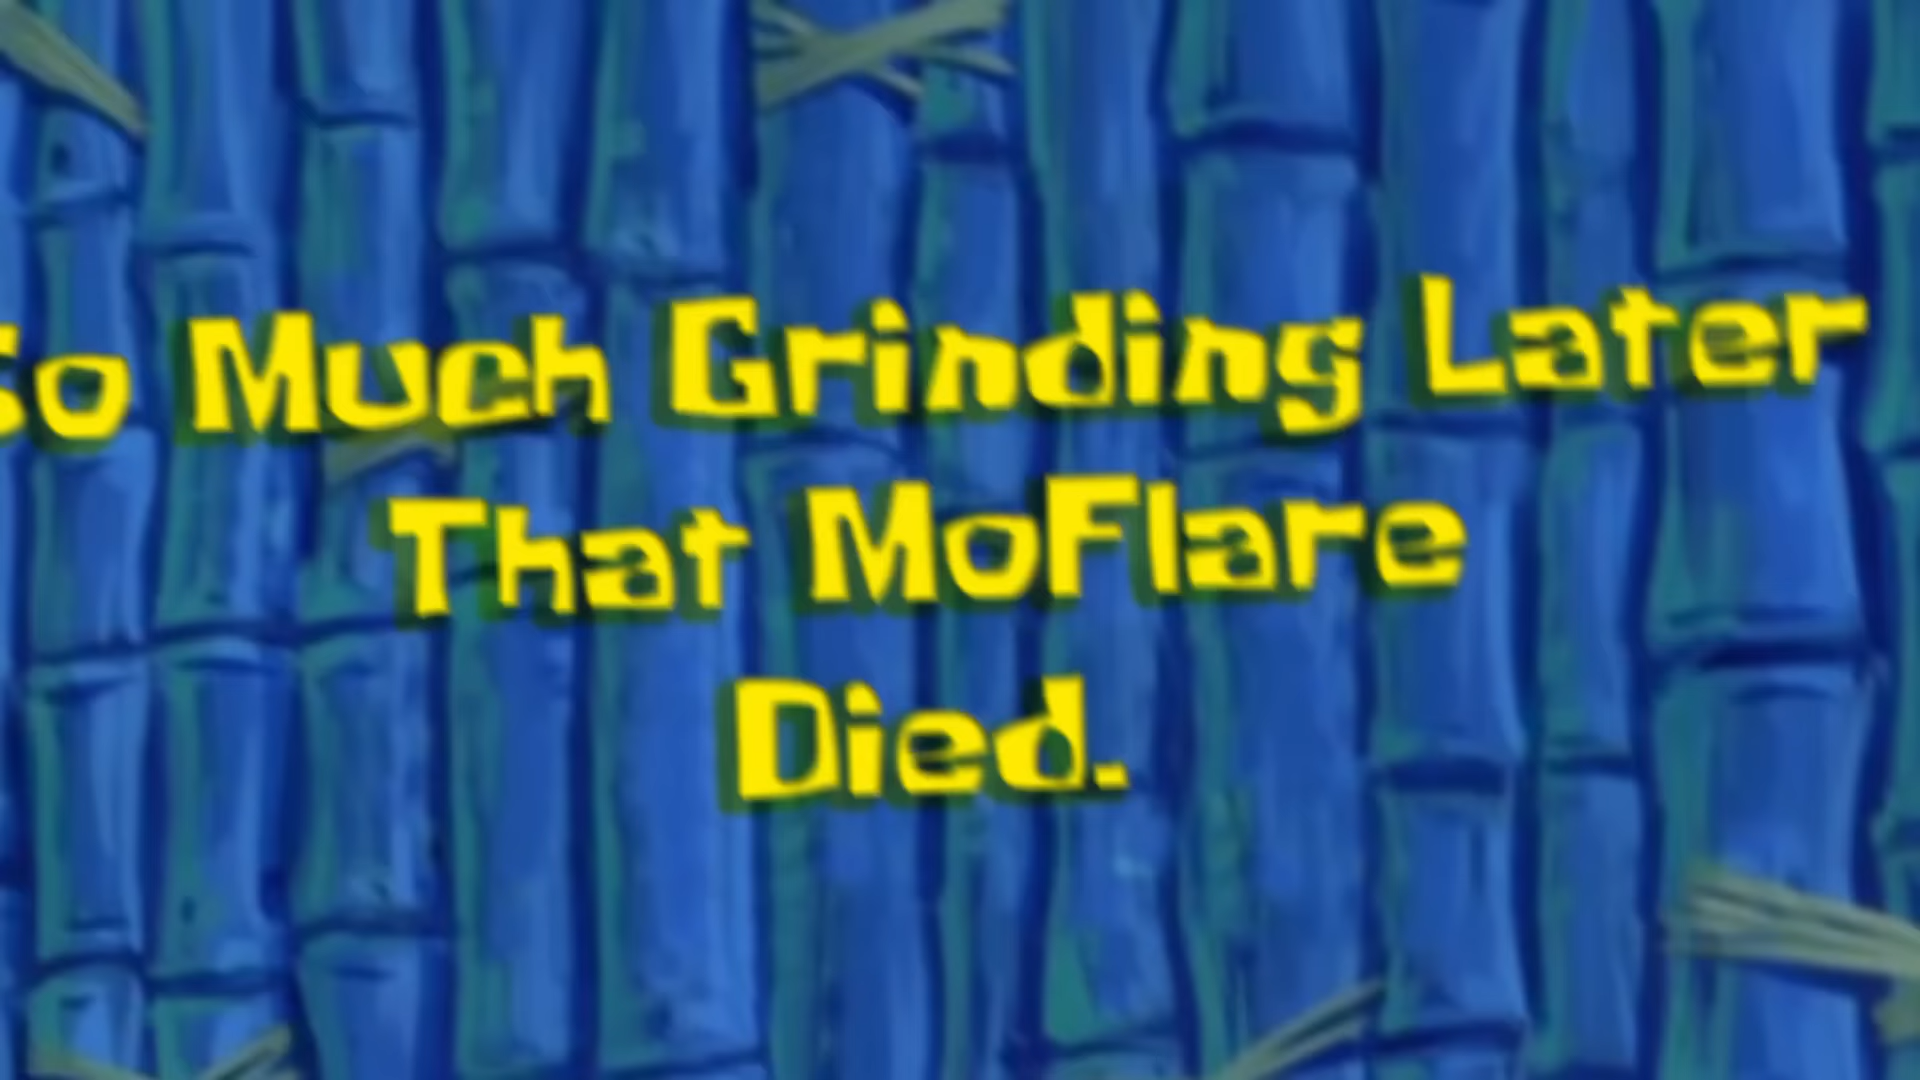 So Much Grinding Later
That MoFlare
Died.